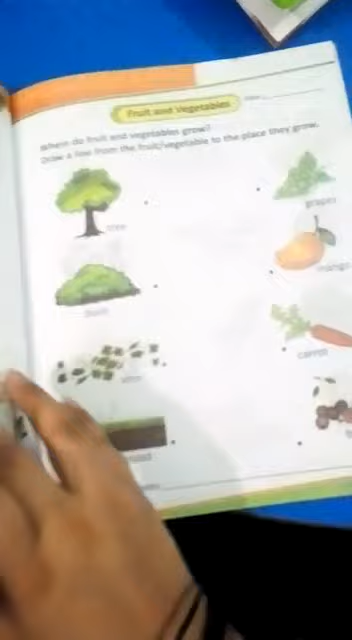 Fruit and Vegetables
Where do fruit and vegetables grow?
Draw a line from the fruit/vegetable to the place they grow.
tree
grapes
mango
bush
carrot
vine